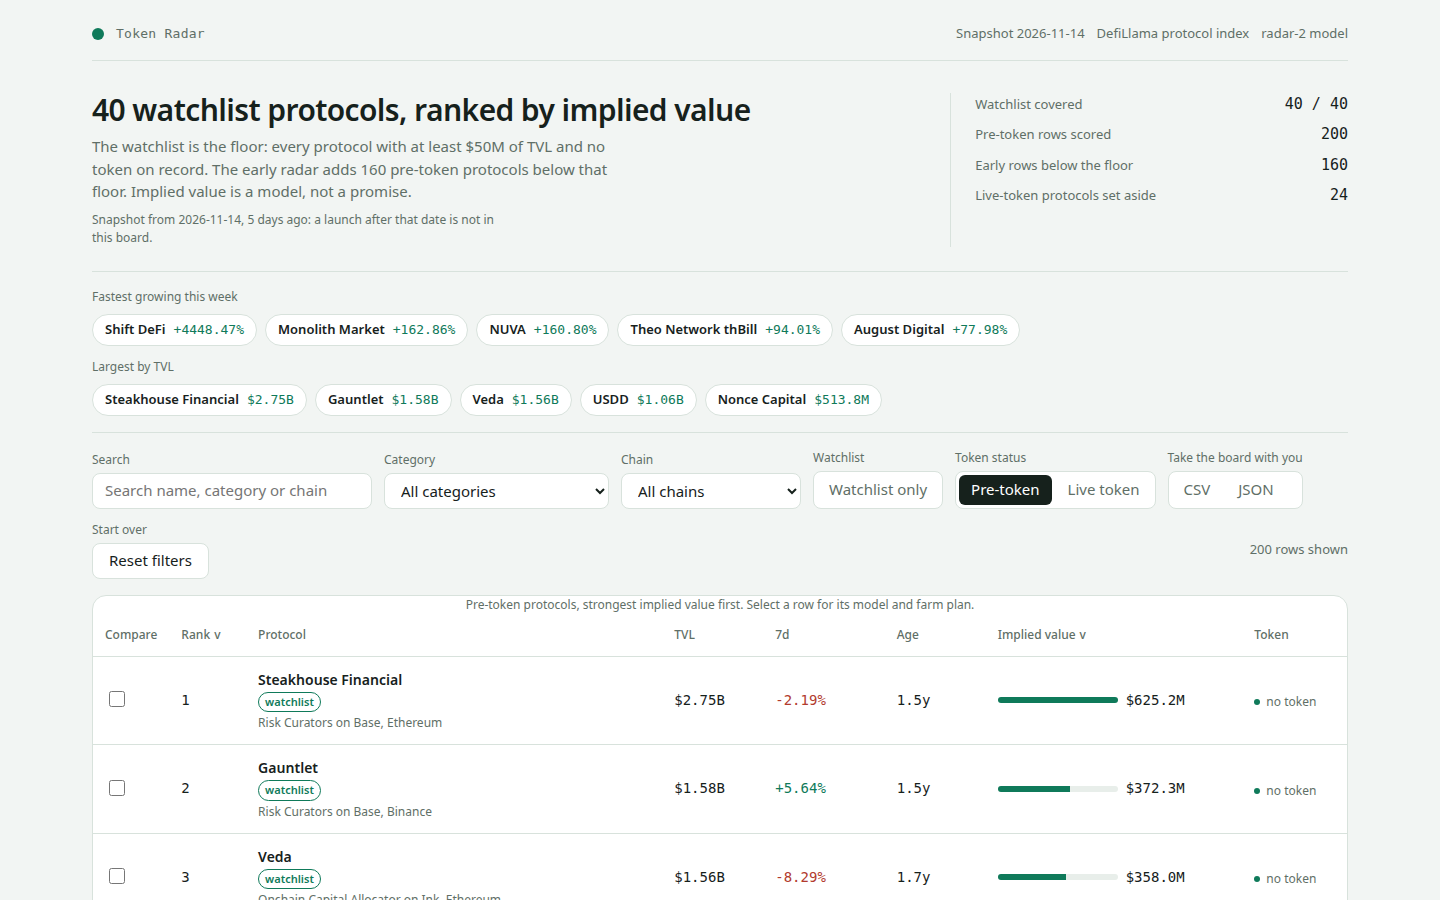 Token Radar
Snapshot 2026-11-14 DefiLlama protocol index radar-2 model
40 watchlist protocols, ranked by implied value
The watchlist is the floor: every protocol with at least $50M of TVL and no
token on record. The early radar adds 160 pre-token protocols below that
floor. Implied value is a model, not a promise.
Snapshot from 2026-11-14, 5 days ago: a launch after that date is not in
this board.
Watchlist covered 40 / 40
Pre-token rows scored 200
Early rows below the floor 160
Live-token protocols set aside 24
Fastest growing this week
Shift DeFi +4448.47% Monolith Market +162.86% NUVA +160.80% Theo Network thBill +94.01% August Digital +77.98%
Largest by TVL
Steakhouse Financial $2.75B Gauntlet $1.58B Veda $1.56B USDD $1.06B Nonce Capital $513.8M
Search Category Chain Watchlist Token status Take the board with you
Search name, category or chain All categories All chains Watchlist only Pre-token Live token CSV JSON
Start over
Reset filters
200 rows shown
Pre-token protocols, strongest implied value first. Select a row for its model and farm plan.
Compare Rank v Protocol TVL 7d Age Implied value v Token
Steakhouse Financial
watchlist
Risk Curators on Base, Ethereum
1 $2.75B -2.19% 1.5y $625.2M no token
Gauntlet
watchlist
Risk Curators on Base, Binance
2 $1.58B +5.64% 1.5y $372.3M no token
Veda
watchlist
Onchain Capital Allocator on Ink, Ethereum
3 $1.56B -8.29% 1.7y $358.0M no token